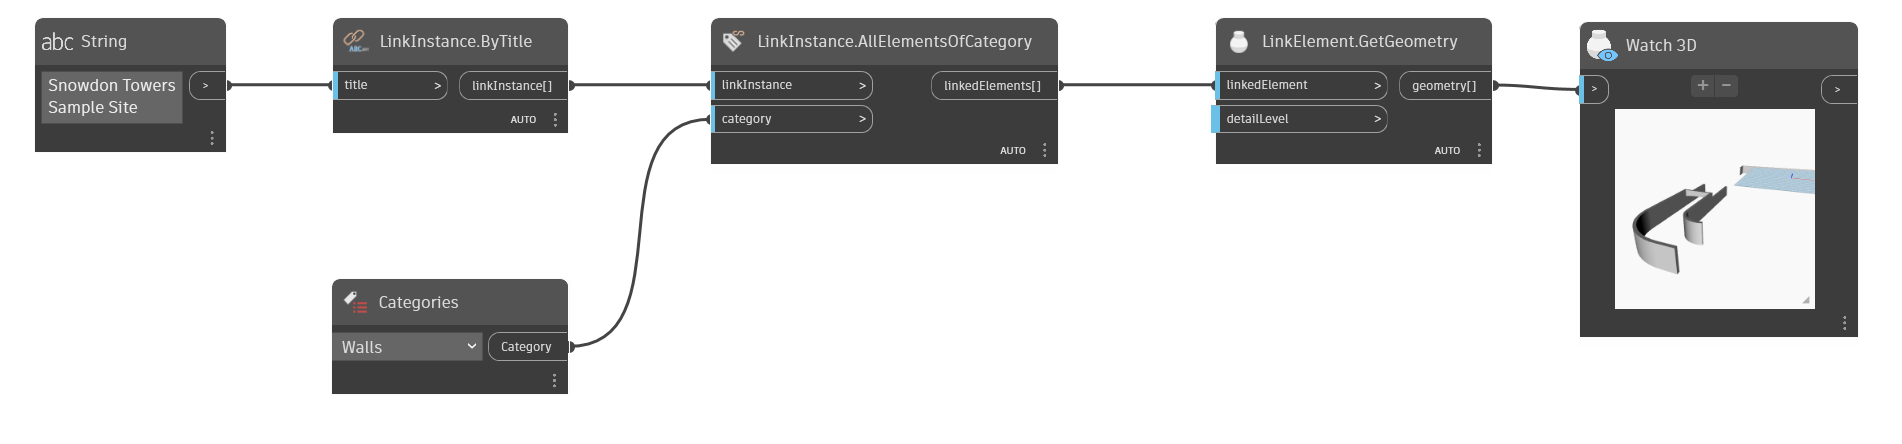 abc String
Snowdon Towers
Sample Site
>
LinkInstance.ByTitle
title >
linkInstance[]
AUTO
Categories
Walls
Category
LinkInstance.AllElementsOfCategory
linkInstance >
linkedElements[]
category >
AUTO
LinkElement.GetGeometry
linkedElement >
geometry[]
detailLevel >
AUTO
Watch 3D
>
+ −
>